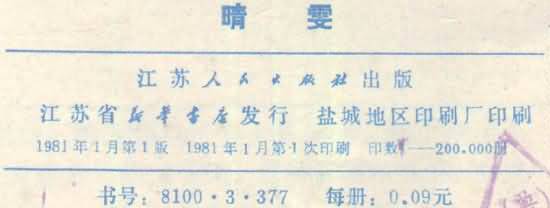 晴雯
江苏人民出版社出版
江苏省新华书店发行 盐城地区印刷厂印刷
1981年1月第1版 1981年1月第1次印刷 印数1——200.000册
书号：8100·3·377 每册：0.09元